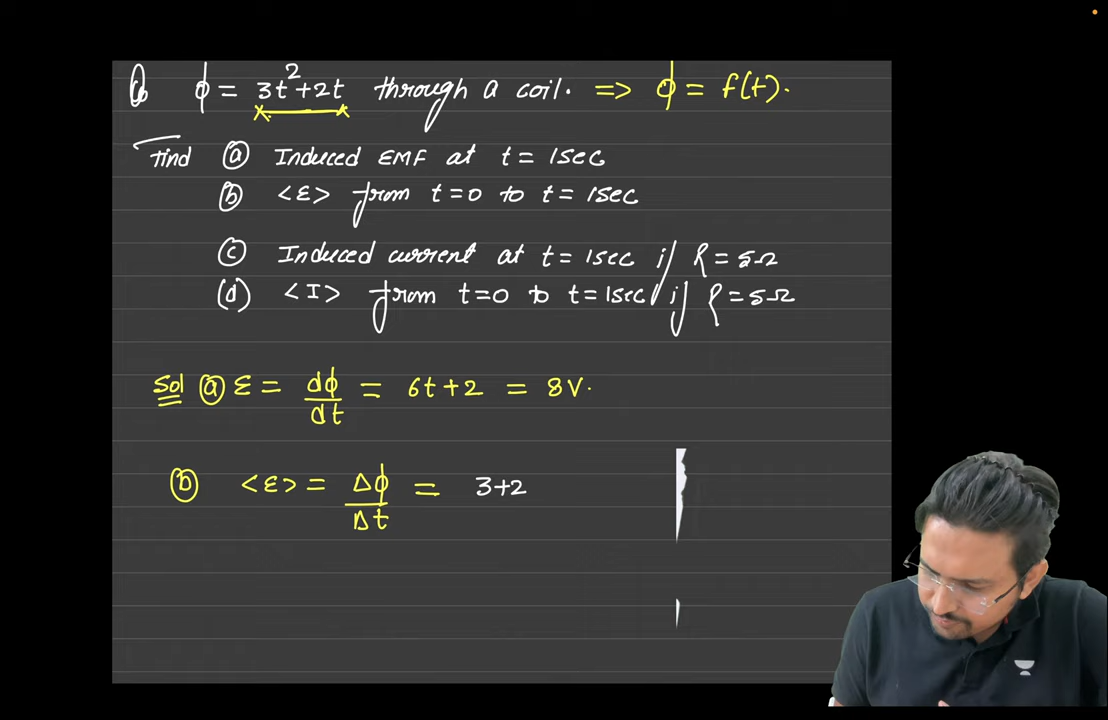 Q φ = 3t²+2t through a coil. => φ = f(t).
Find (a) Induced EMF at t = 1sec
(b) <ε> from t=0 to t = 1sec
(c) Induced current at t = 1sec if R = 5Ω
(d) <I> from t=0 to t=1sec if R=5Ω
Sol (a) ε = dφ/dt = 6t+2 = 8V.
(b) <ε> = Δφ/Δt = 3+2